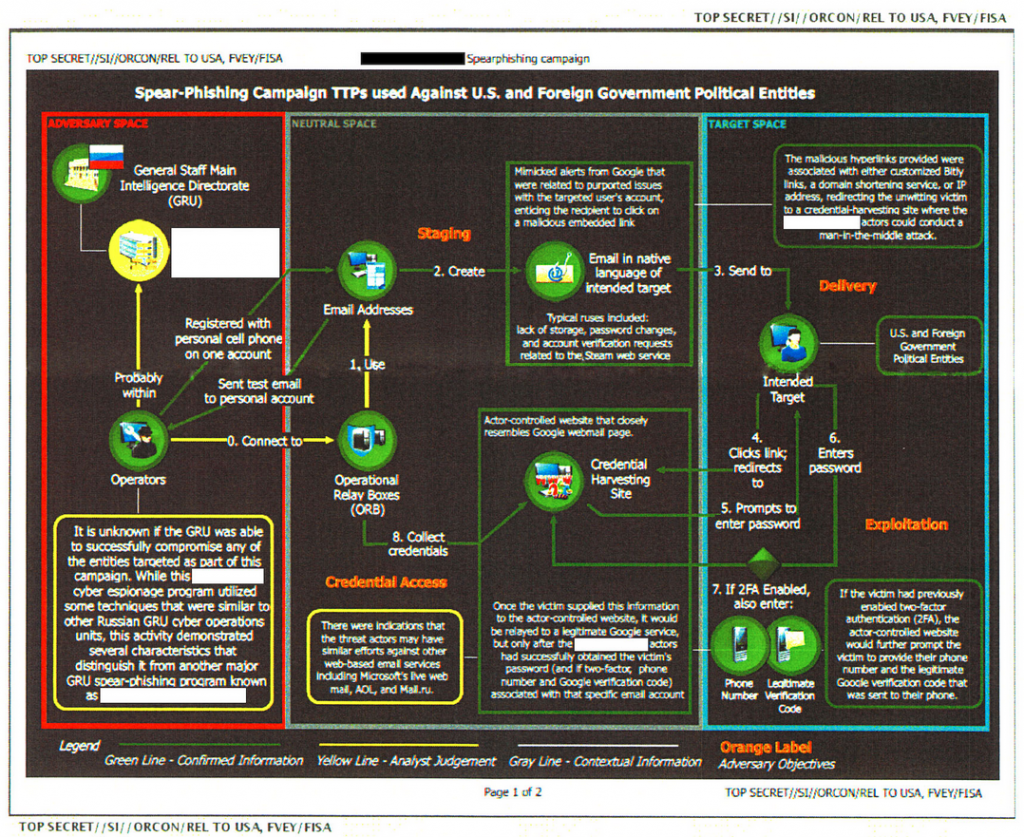 TOP SECRET//SI//ORCON/REL TO USA, FVEY/FISA
TOP SECRET//SI//ORCON/REL TO USA, FVEY/FISA
Spearphishing campaign
Spear-Phishing Campaign TTPs used Against U.S. and Foreign Government Political Entities
ADVERSARY SPACE
NEUTRAL SPACE
TARGET SPACE
General Staff Main
Intelligence Directorate
(GRU)
Probably
within
Operators
Registered with
personal cell phone
on one account
Sent test email
to personal account
0. Connect to
It is unknown if the GRU was able
to successfully compromise any of
the entities targeted as part of this
campaign. While this
cyber espionage program utilized
some techniques that were similar to
other Russian GRU cyber operations
units, this activity demonstrated
several characteristics that
distinguish it from another major
GRU spear-phishing program known
as
Staging
Email Addresses
1. Use
2. Create
Operational
Relay Boxes
(ORB)
8. Collect
credentials
Credential Access
There were indications that
the threat actors may have
similar efforts against other
web-based email services
including Microsoft's live web
mail, AOL, and Mail.ru.
Mimicked alerts from Google that
were related to purported issues
with the targeted user's account,
enticing the recipient to click on
a malicious embedded link
Email in native
language of
intended target
Typical ruses included:
lack of storage, password changes,
and account verification requests
related to the,Steam web service
Actor-controlled website that closely
resembles Google webmail page.
Credential
Harvesting
Site
Once the victim supplied this information
to the actor-controlled website, it would
be relayed to a legitimate Google service,
but only after the actors
had successfully obtained the victim's
password (and if two-factor, phone
number and Google verification code)
associated with that specific email account
The malicious hyperlinks provided were
associated with either customized Bitly
links, a domain shortening service, or IP
address, redirecting the unwitting victim
to a credential-harvesting site where the
actors could conduct a
man-in-the-middle attack.
3. Send to
Delivery
U.S. and Foreign
Government
Political Entities
Intended
Target
4.
Clicks link;
redirects
to
6.
Enters
password
5. Prompts to
enter password
Exploitation
7. If 2FA Enabled,
also enter:
Phone
Number
Legitimate
Verification
Code
If the victim had previously
enabled two-factor
authentication (2FA), the
actor-controlled website
would further prompt the
victim to provide their phone
number and the legitimate
Google verification code that
was sent to their phone.
Legend
Green Line - Confirmed Information
Yellow Line - Analyst Judgement
Gray Line - Contextual Information
Orange Label
Adversary Objectives
Page 1 of 2
TOP SECRET//SI//ORCON/REL TO USA, FVEY/FISA
TOP SECRET//SI//ORCON/REL TO USA, FVEY/FISA